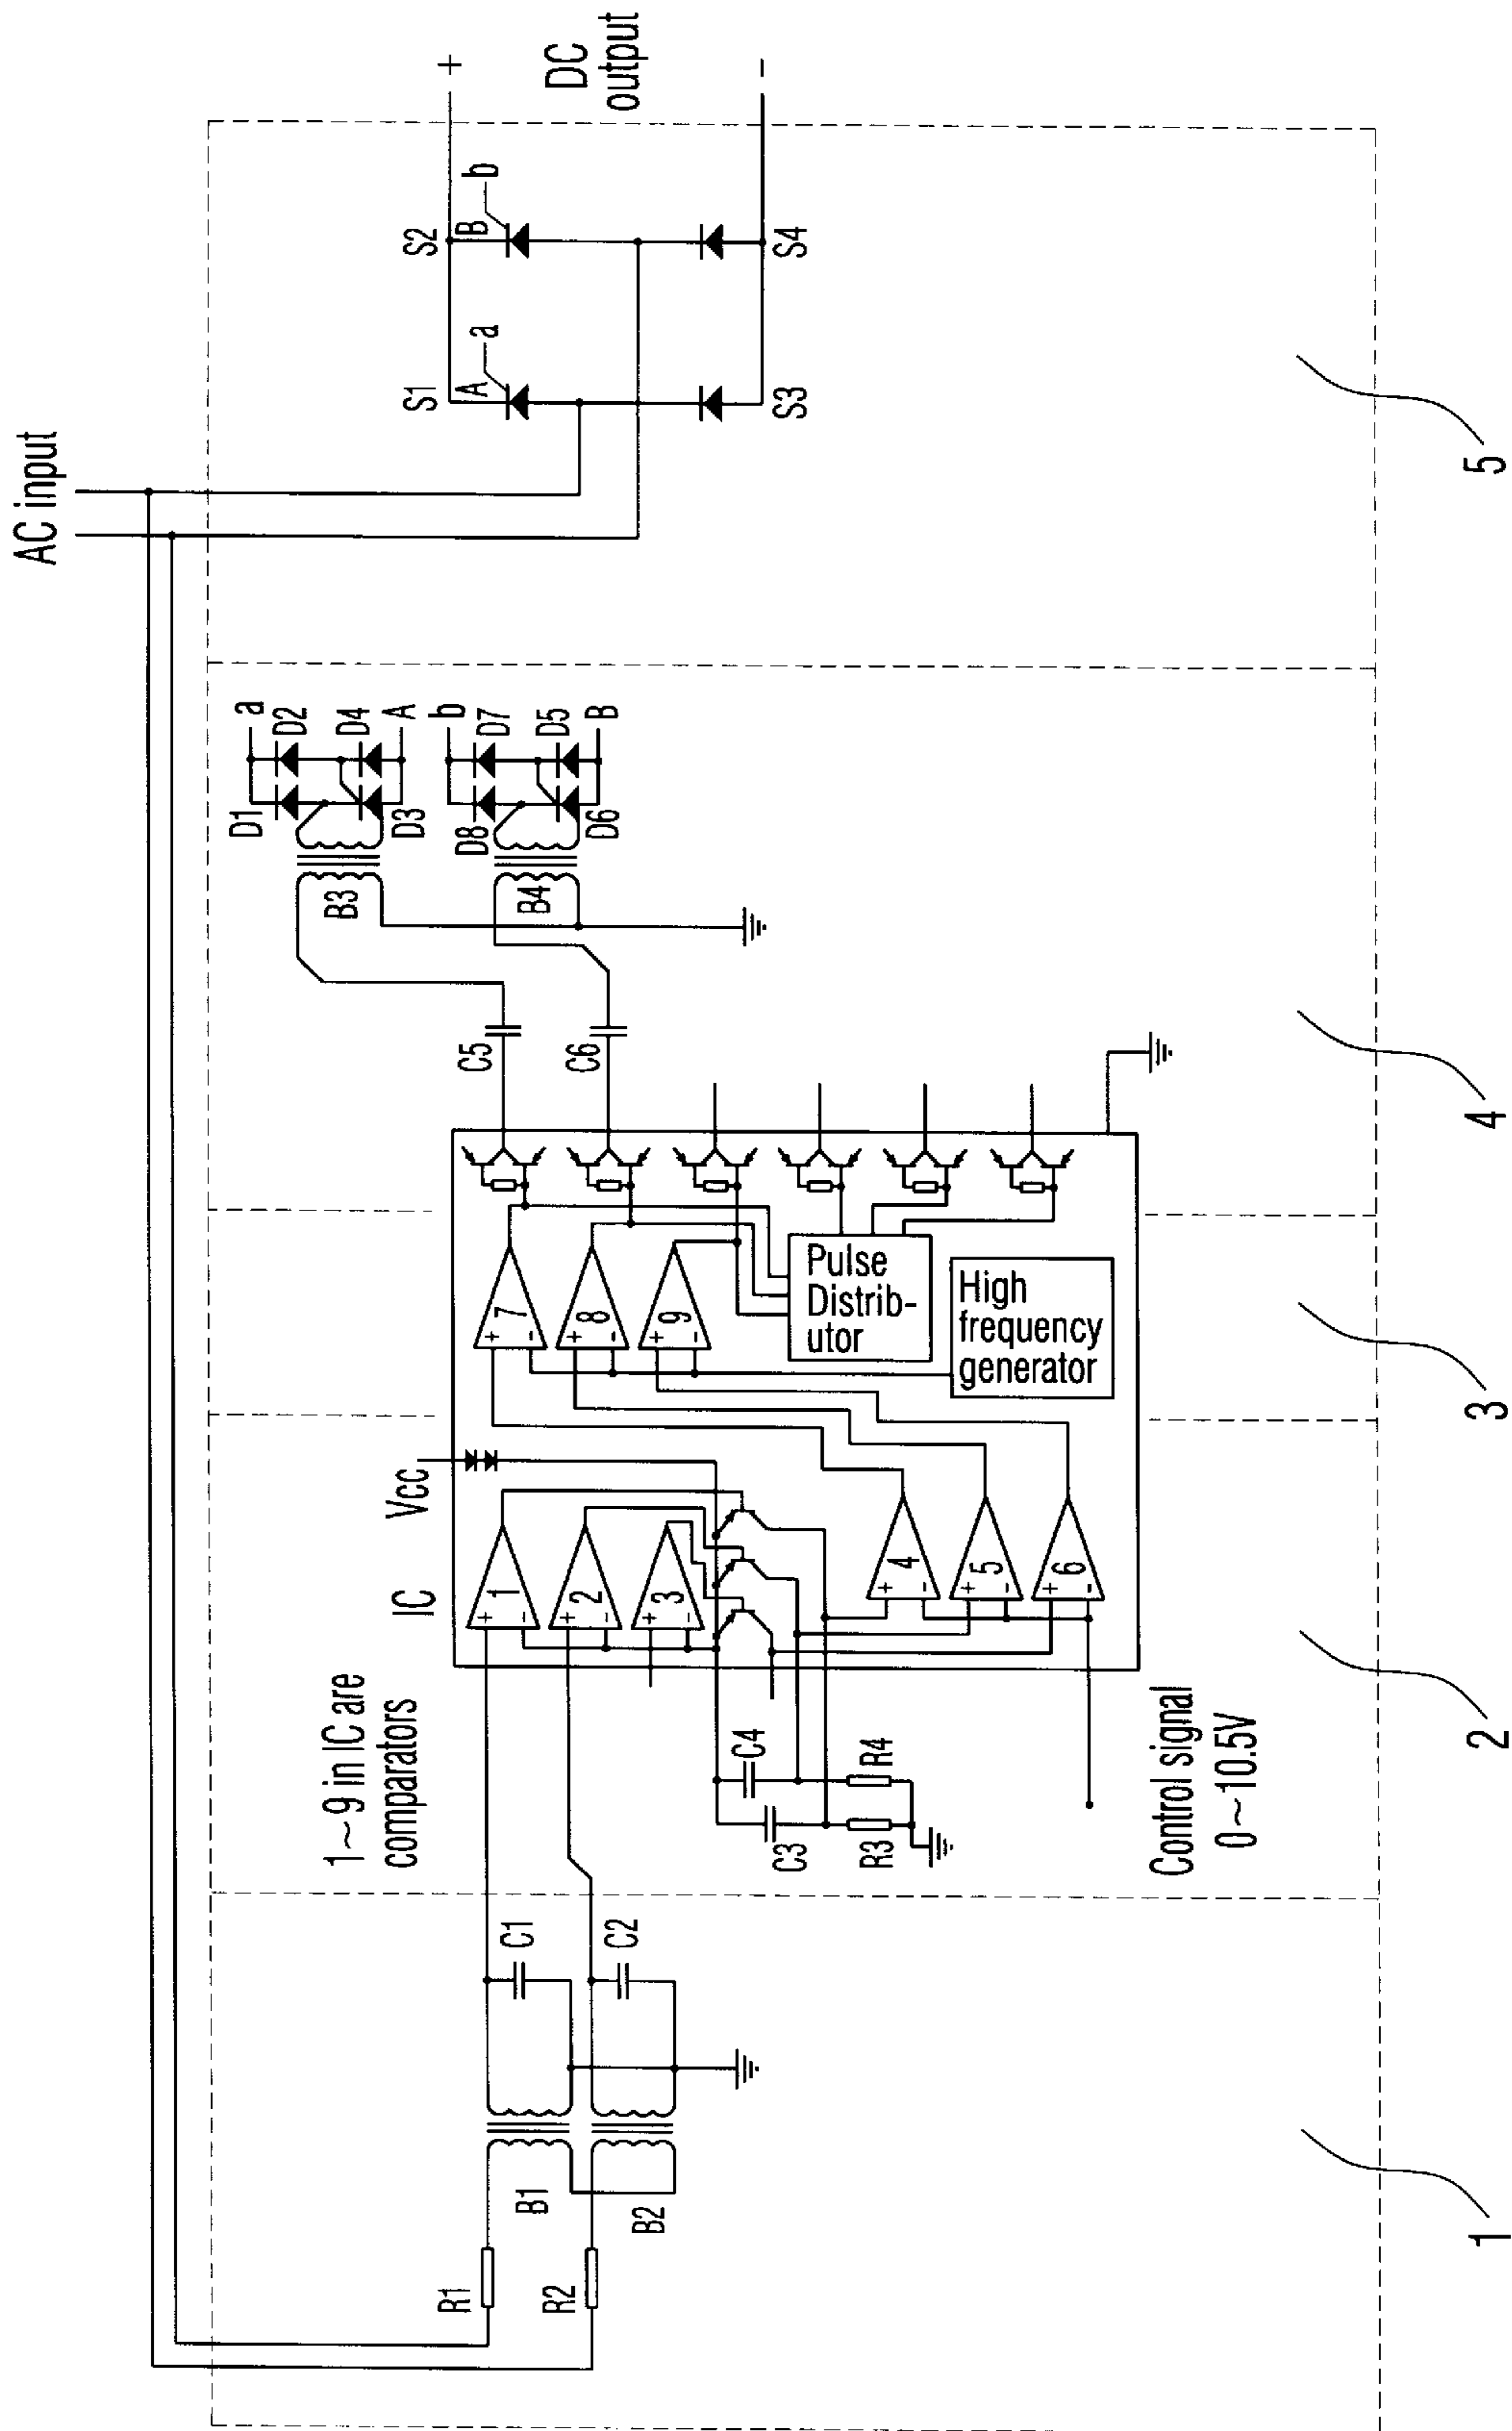 AC input
DC
output
+
-
S1
S2
A
a
B
b
S3
S4
a
D1
D2
D3
D4
A
b
D8
D7
D6
D5
B
B3
B4
C5
C6
Vcc
IC
1~9 in IC are
comparators
+
-
1
+
-
2
+
-
3
+
-
4
+
-
5
+
-
6
+
-
7
+
-
8
+
-
9
Pulse
Distrib-
utor
High
frequency
generator
C4
C3
R4
R3
Control signal
0~10.5V
C1
C2
B1
B2
R1
R2
1
2
3
4
5